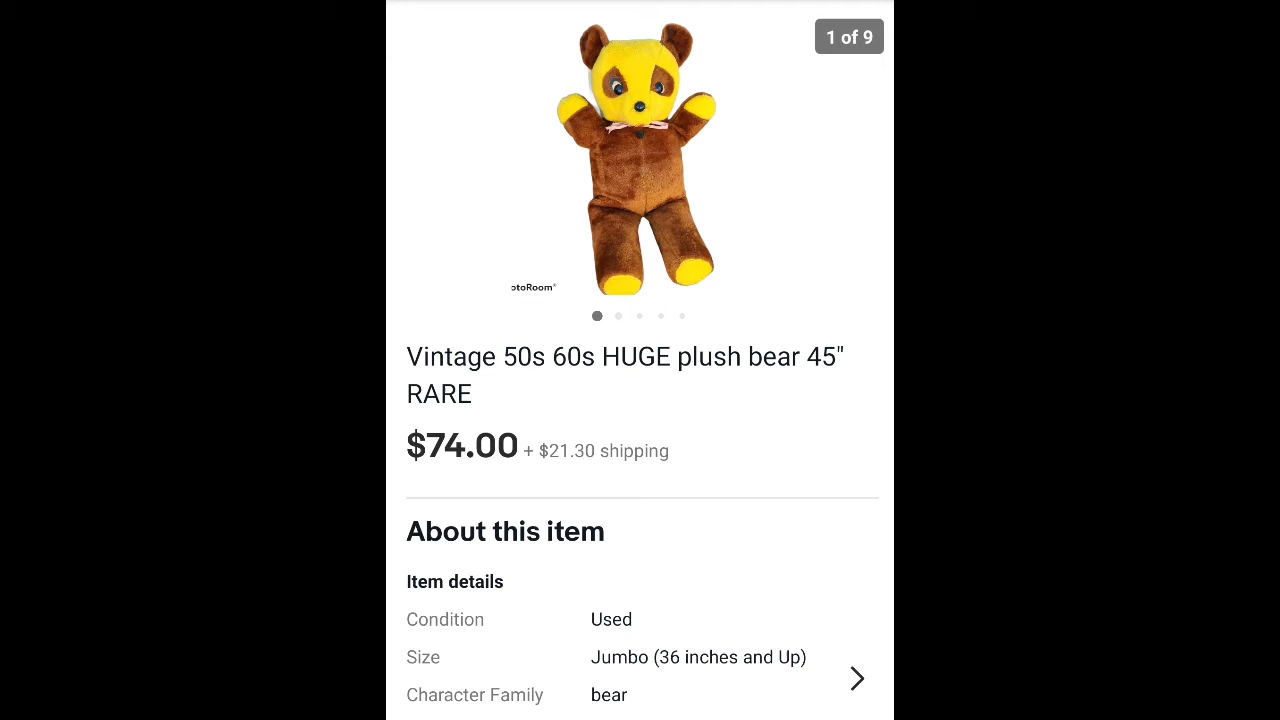 1 of 9
otoRoom®
Vintage 50s 60s HUGE plush bear 45"
RARE
$74.00 + $21.30 shipping
About this item
Item details
Condition Used
Size Jumbo (36 inches and Up)
Character Family bear